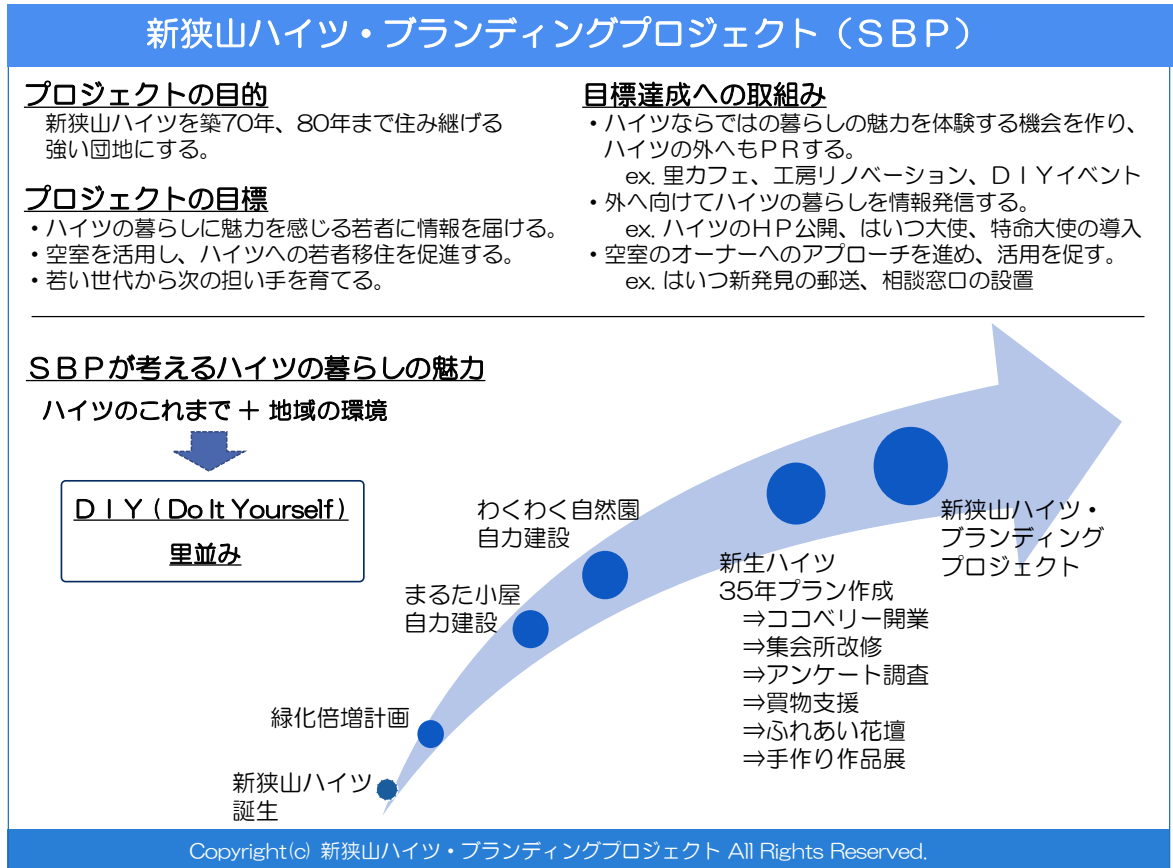 新狭山ハイツ・ブランディングプロジェクト（ＳＢＰ）
プロジェクトの目的
新狭山ハイツを築70年、80年まで住み継げる
強い団地にする。
プロジェクトの目標
・ハイツの暮らしに魅力を感じる若者に情報を届ける。
・空室を活用し、ハイツへの若者移住を促進する。
・若い世代から次の担い手を育てる。
目標達成への取組み
・ハイツならではの暮らしの魅力を体験する機会を作り、
ハイツの外へもＰＲする。
ex. 里カフェ、工房リノベーション、ＤＩＹイベント
・外へ向けてハイツの暮らしを情報発信する。
ex. ハイツのＨＰ公開、はいつ大使、特命大使の導入
・空室のオーナーへのアプローチを進め、活用を促す。
ex. はいつ新発見の郵送、相談窓口の設置
ＳＢＰが考えるハイツの暮らしの魅力
ハイツのこれまで ＋ 地域の環境
ＤＩＹ ( Do It Yourself )
里並み
新狭山ハイツ
誕生
緑化倍増計画
まるた小屋
自力建設
わくわく自然園
自力建設
新生ハイツ
35年プラン作成
⇒ココベリー開業
⇒集会所改修
⇒アンケート調査
⇒買物支援
⇒ふれあい花壇
⇒手作り作品展
新狭山ハイツ・
ブランディング
プロジェクト
Copyright(c) 新狭山ハイツ・ブランディングプロジェクト All Rights Reserved.